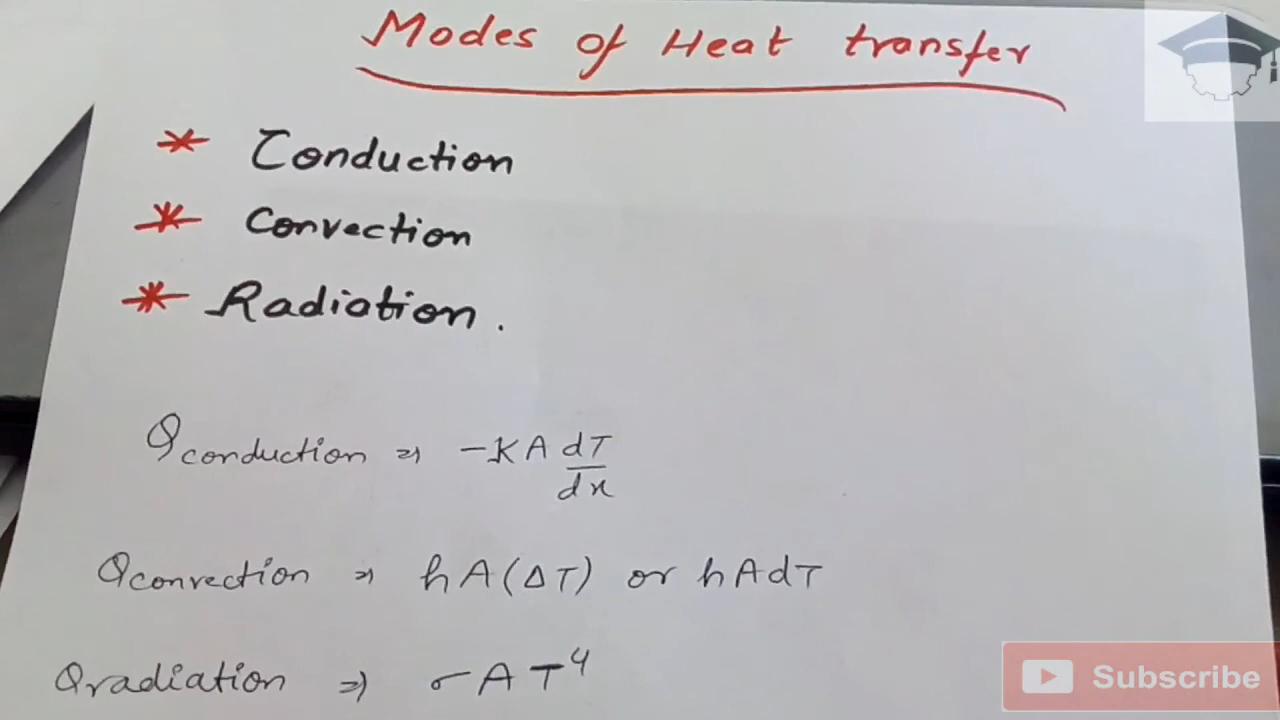 Modes of Heat transfer
* Conduction
* Convection
* Radiation.
Qconduction ⇒ -KA dT/dx
Qconvection ⇒ hA(ΔT) or hAdT
Qradiation ⇒ σAT⁴
Subscribe